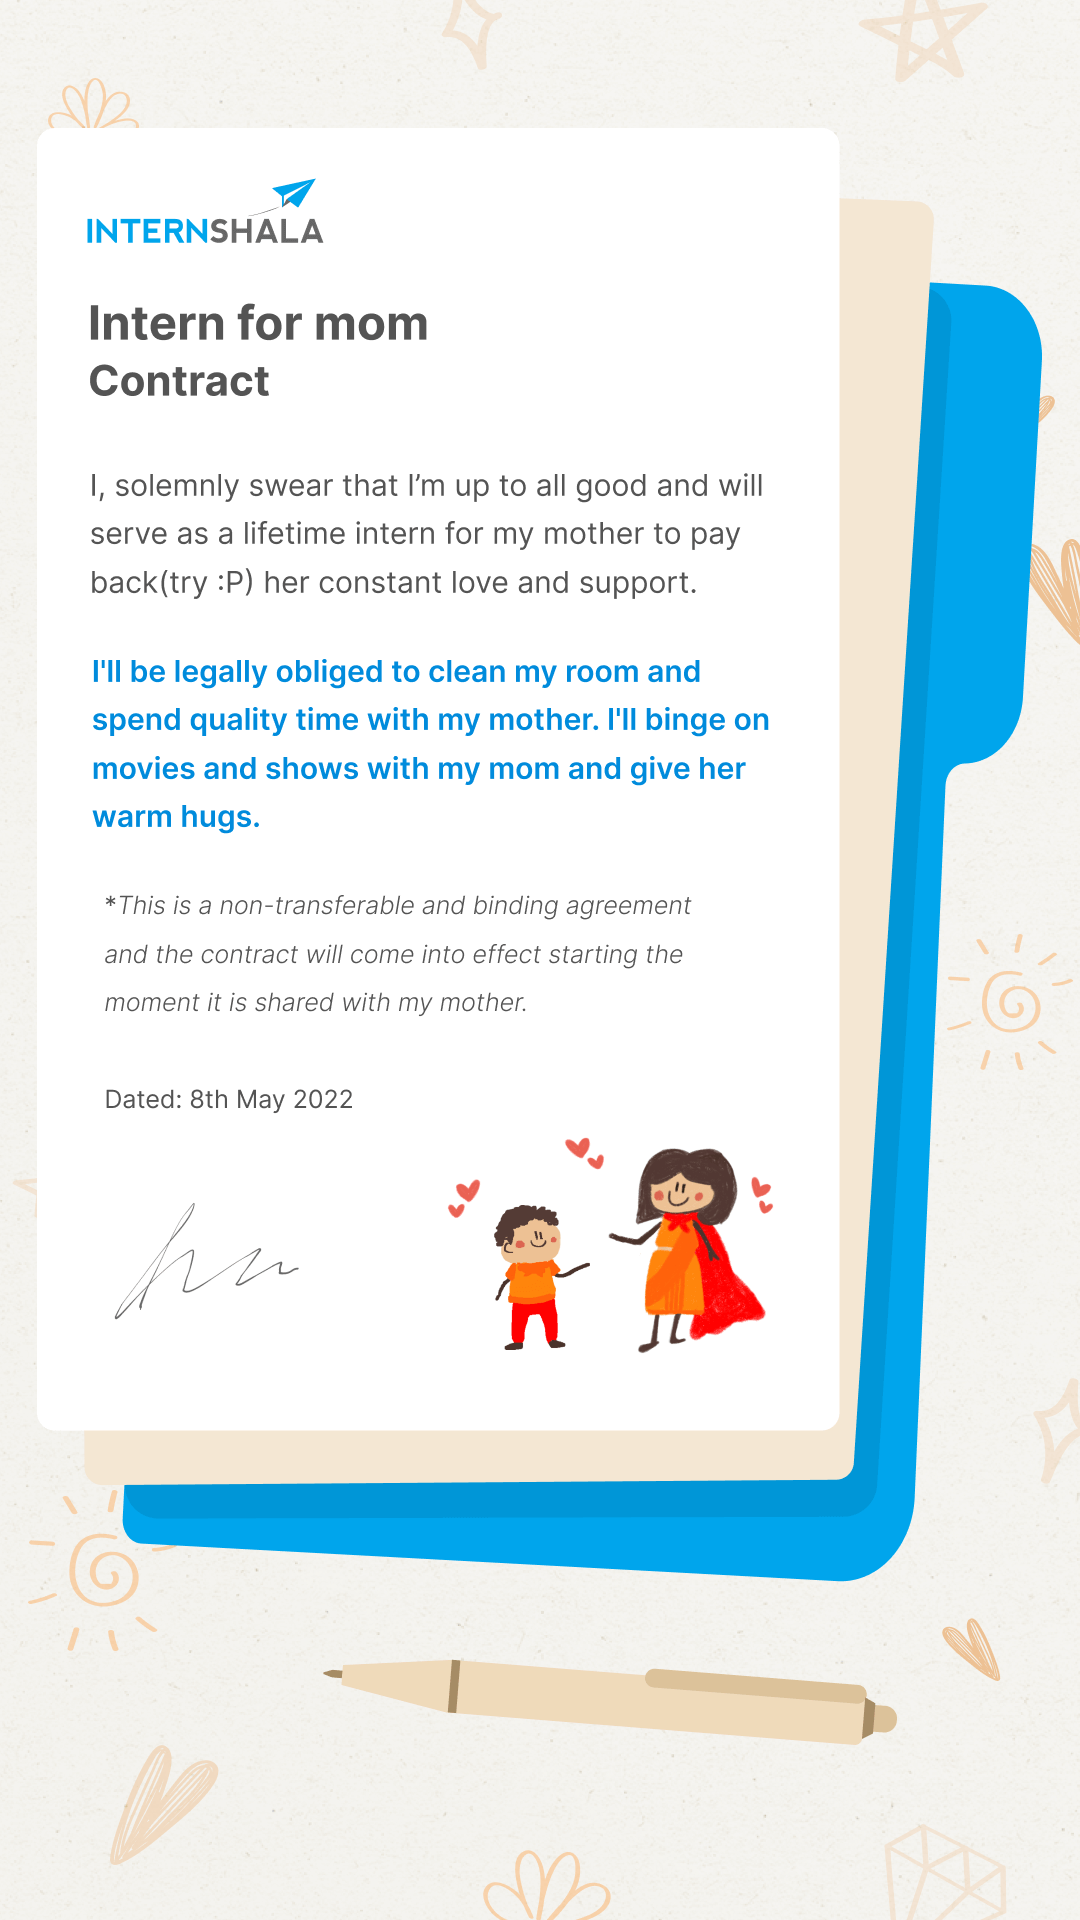 INTERNSHALA
Intern for mom
Contract
I, solemnly swear that I’m up to all good and will
serve as a lifetime intern for my mother to pay
back(try :P) her constant love and support.
I'll be legally obliged to clean my room and
spend quality time with my mother. I'll binge on
movies and shows with my mom and give her
warm hugs.
*This is a non-transferable and binding agreement
and the contract will come into effect starting the
moment it is shared with my mother.
Dated: 8th May 2022